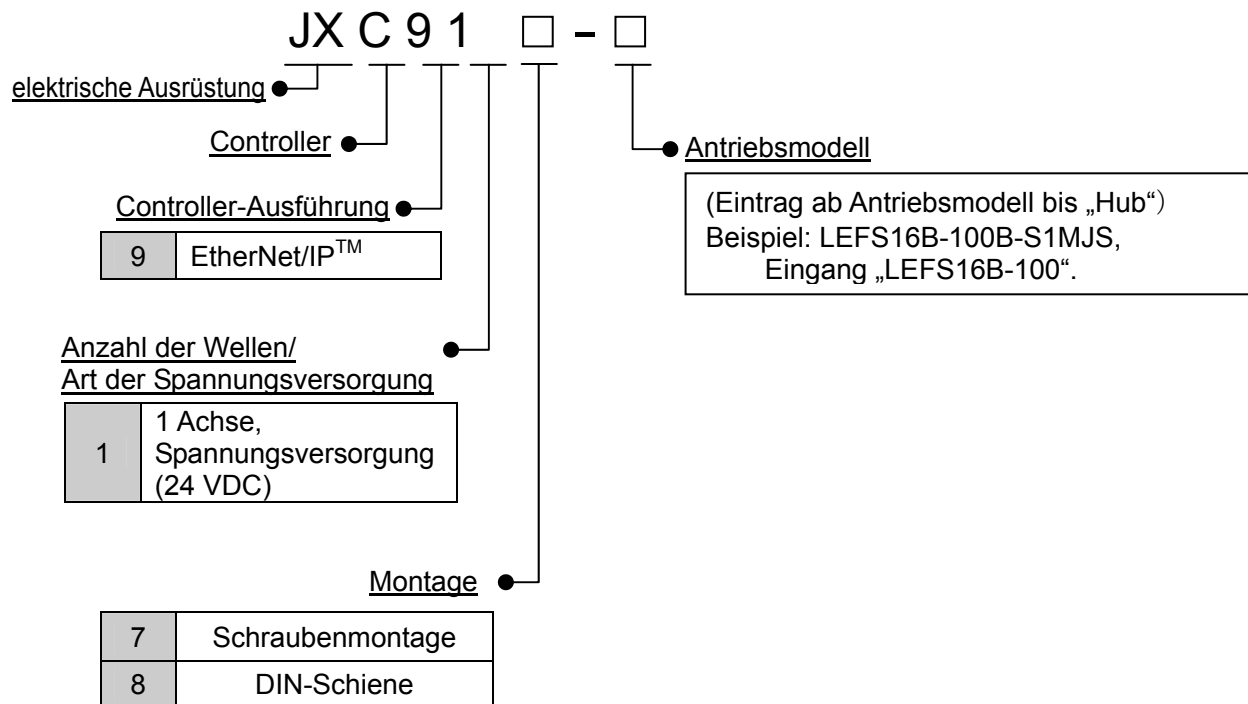 JX C 9 1 □ – □
elektrische Ausrüstung
Controller
Antriebsmodell
(Eintrag ab Antriebsmodell bis „Hub“)
Beispiel: LEFS16B-100B-S1MJS,
Eingang „LEFS16B-100“.
Controller-Ausführung
9 EtherNet/IP™
Anzahl der Wellen/
Art der Spannungsversorgung
1 1 Achse,
Spannungsversorgung
(24 VDC)
Montage
7 Schraubenmontage
8 DIN-Schiene